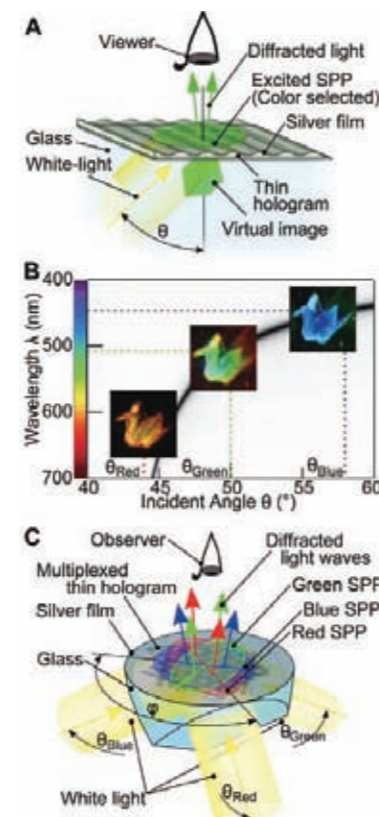 A
Viewer
Diffracted light
Excited SPP
(Color selected)
Silver film
Glass
White-light
Thin
hologram
θ
Virtual image
B
Wavelength λ (nm)
400
500
600
700
θRed
θGreen
θBlue
40
45
50
55
60
Incident Angle θ (°)
C
Observer
Diffracted
light waves
Multiplexed
thin hologram
Green SPP
Silver film
Blue SPP
Red SPP
Glass
φ
θBlue
θGreen
White light
θRed